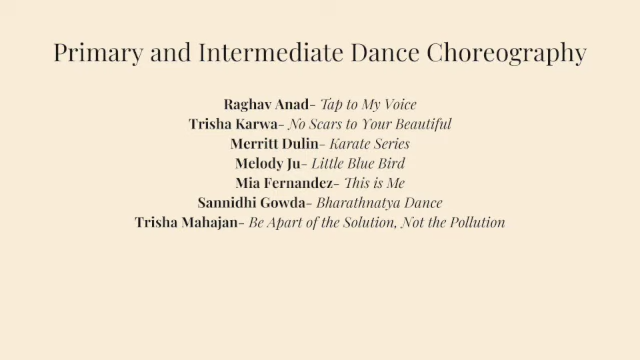 Primary and Intermediate Dance Choreography
Raghav Anad- Tap to My Voice
Trisha Karwa- No Scars to Your Beautiful
Merritt Dulin- Karate Series
Melody Ju- Little Blue Bird
Mia Fernandez- This is Me
Sannidhi Gowda- Bharathnatya Dance
Trisha Mahajan- Be Apart of the Solution, Not the Pollution